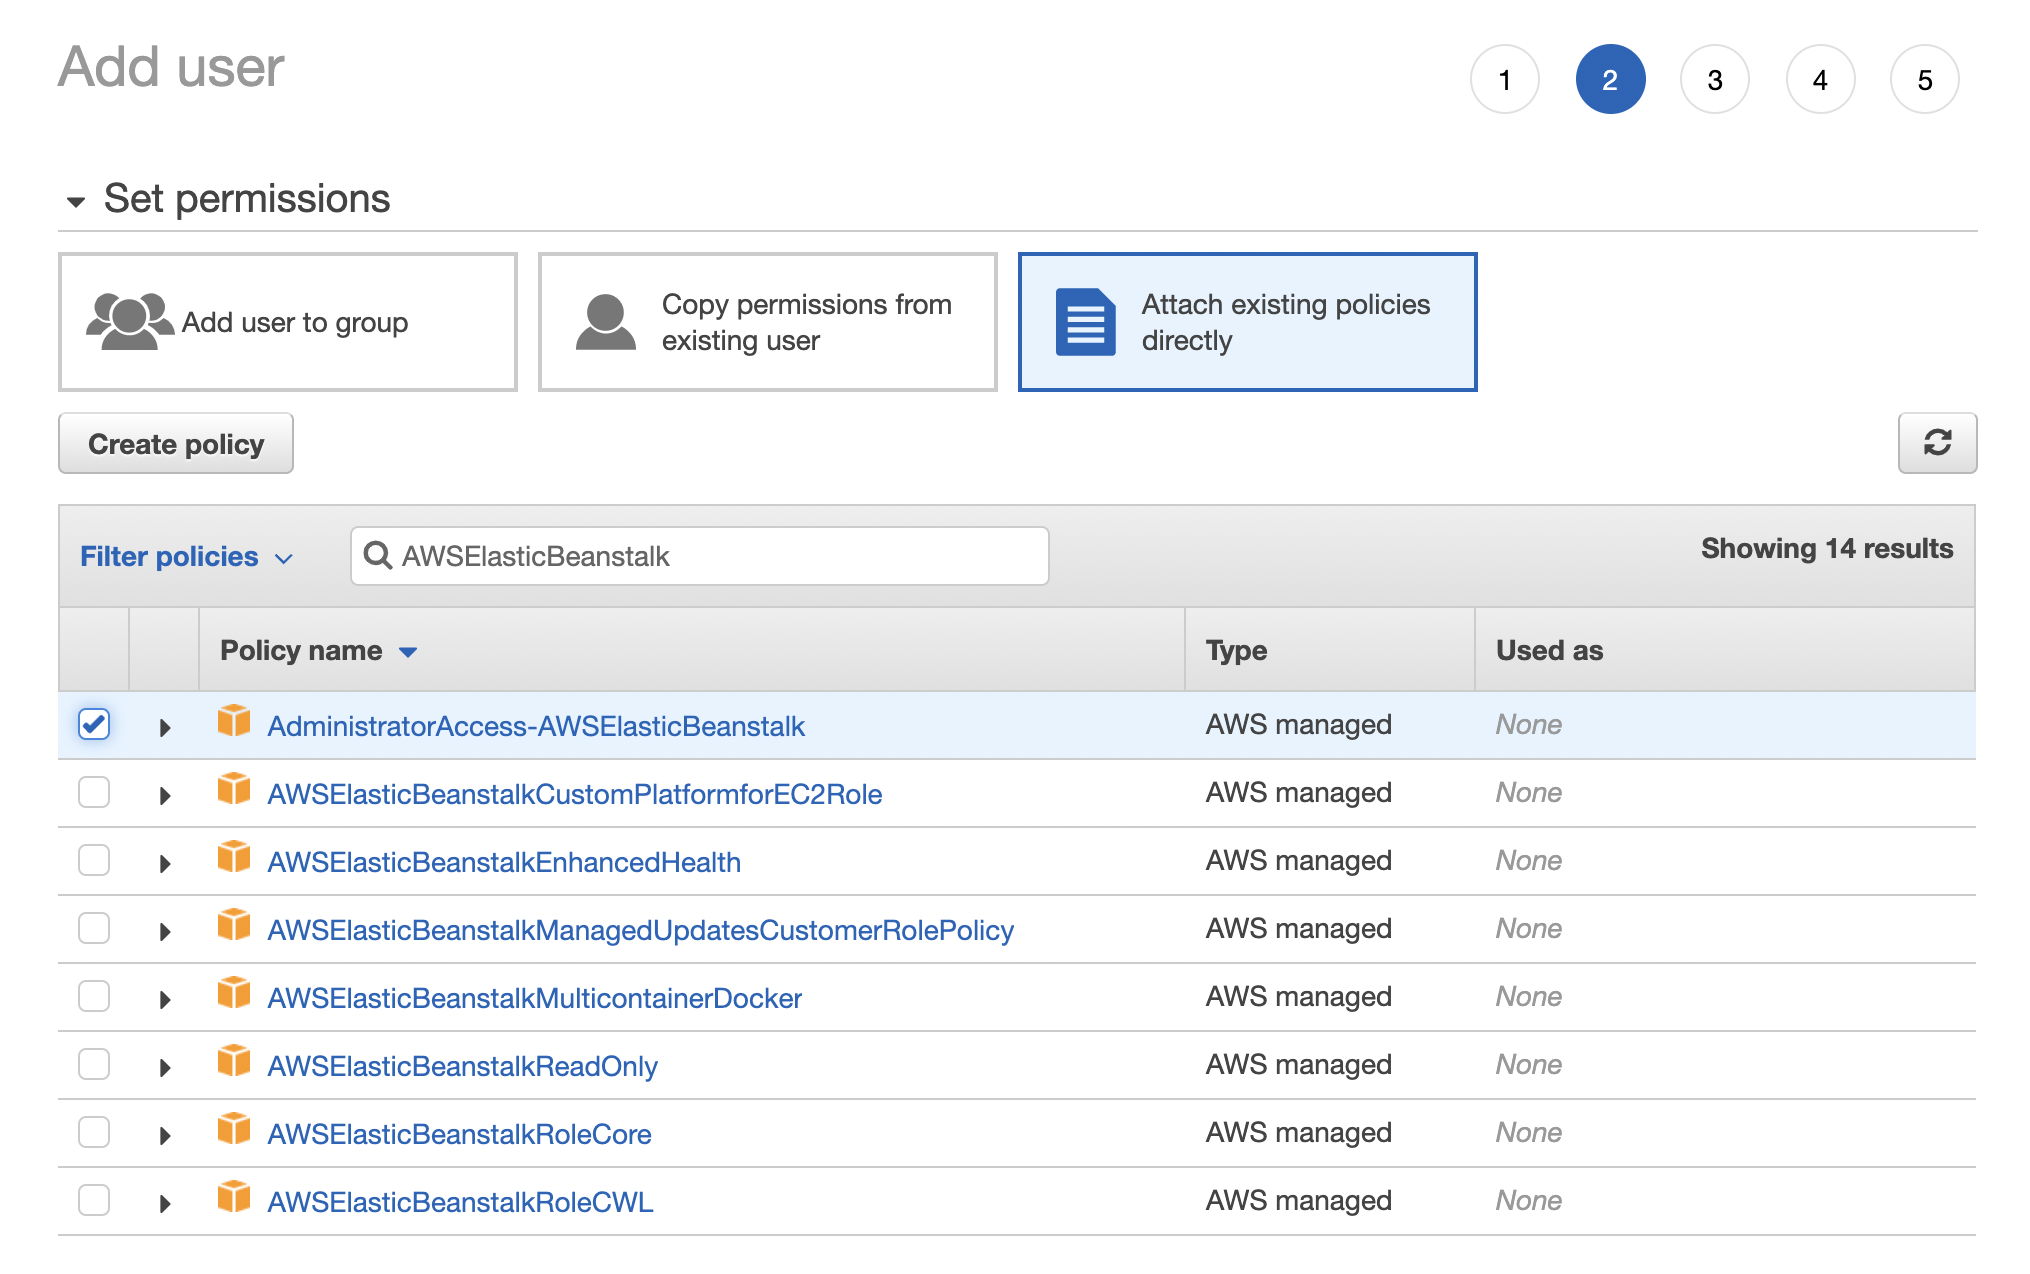 Add user
1 2 3 4 5
Set permissions
Add user to group
Copy permissions from
existing user
Attach existing policies
directly
Create policy
Filter policies
AWSElasticBeanstalk
Showing 14 results
Policy name Type Used as
AdministratorAccess-AWSElasticBeanstalk AWS managed None
AWSElasticBeanstalkCustomPlatformforEC2Role AWS managed None
AWSElasticBeanstalkEnhancedHealth AWS managed None
AWSElasticBeanstalkManagedUpdatesCustomerRolePolicy AWS managed None
AWSElasticBeanstalkMulticontainerDocker AWS managed None
AWSElasticBeanstalkReadOnly AWS managed None
AWSElasticBeanstalkRoleCore AWS managed None
AWSElasticBeanstalkRoleCWL AWS managed None